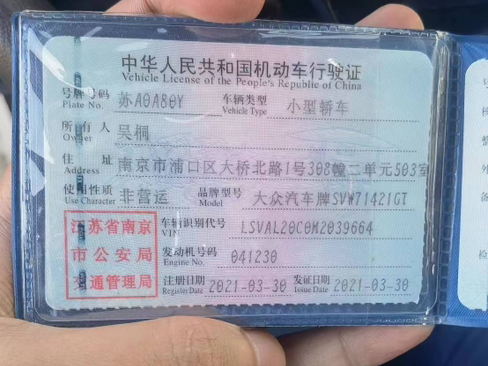 中华人民共和国机动车行驶证
Vehicle License of the People's Republic of China
号牌号码 苏A0A80Y 车辆类型 小型轿车
Plate No. Vehicle Type
所有人 吴侗
Owner
住址 南京市浦口区大桥北路1号308幢二单元503室
Address
使用性质 非营运 品牌型号 大众汽车牌SVW71421GT
Use Character Model
江苏省南京
市公安局
交通管理局
车辆识别代号 LSVAL20C0M2039664
VIN
发动机号码 041230
Engine No.
注册日期 2021-03-30 发证日期 2021-03-30
Register Date Issue Date